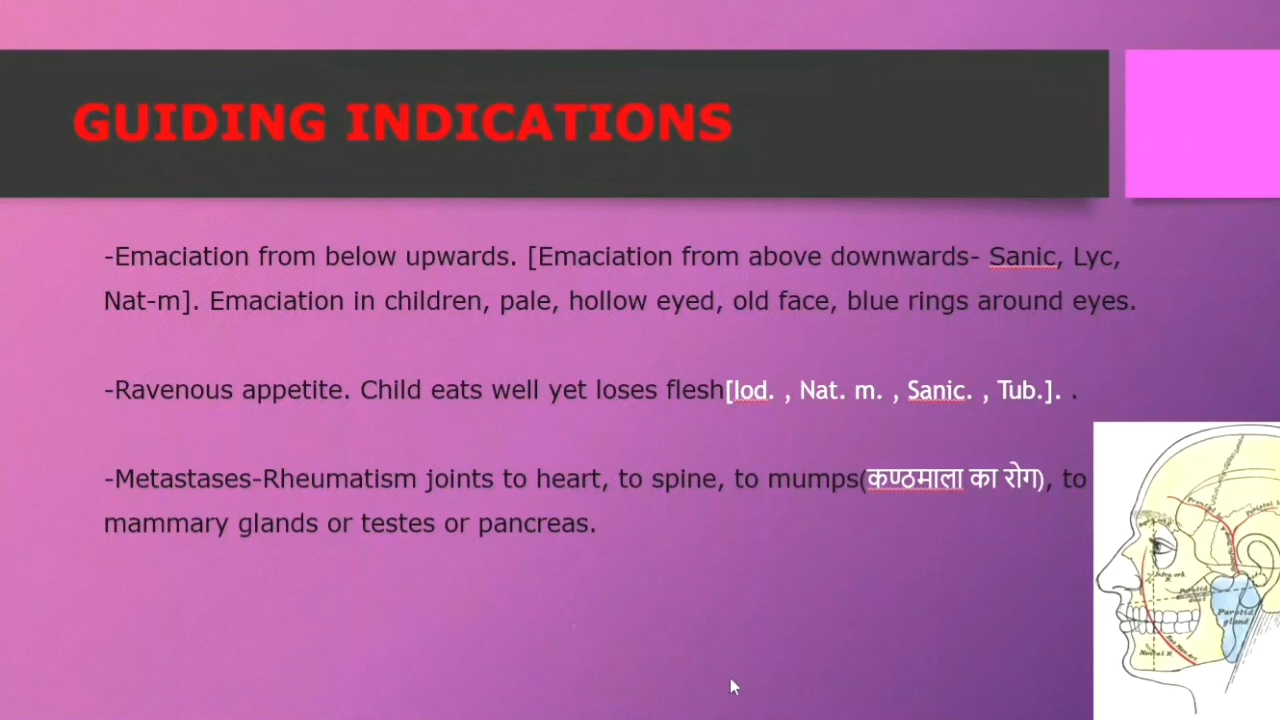 GUIDING INDICATIONS
-Emaciation from below upwards. [Emaciation from above downwards- Sanic, Lyc,
Nat-m]. Emaciation in children, pale, hollow eyed, old face, blue rings around eyes.
-Ravenous appetite. Child eats well yet loses flesh[Iod. , Nat. m. , Sanic. , Tub.]. .
-Metastases-Rheumatism joints to heart, to spine, to mumps(कण्ठमाला का रोग), to
mammary glands or testes or pancreas.
Parotid
gland